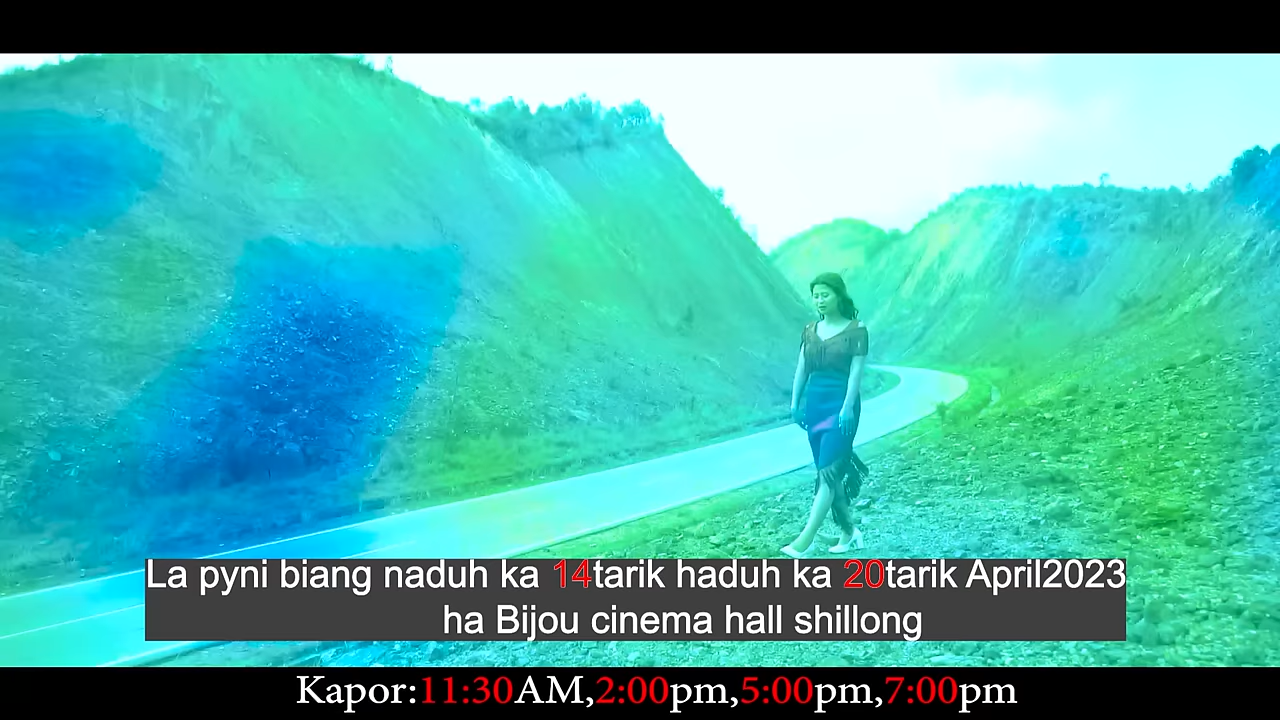 La pyni biang naduh ka 14tarik haduh ka 20tarik April2023
ha Bijou cinema hall shillong
Kapor:11:30AM,2:00pm,5:00pm,7:00pm